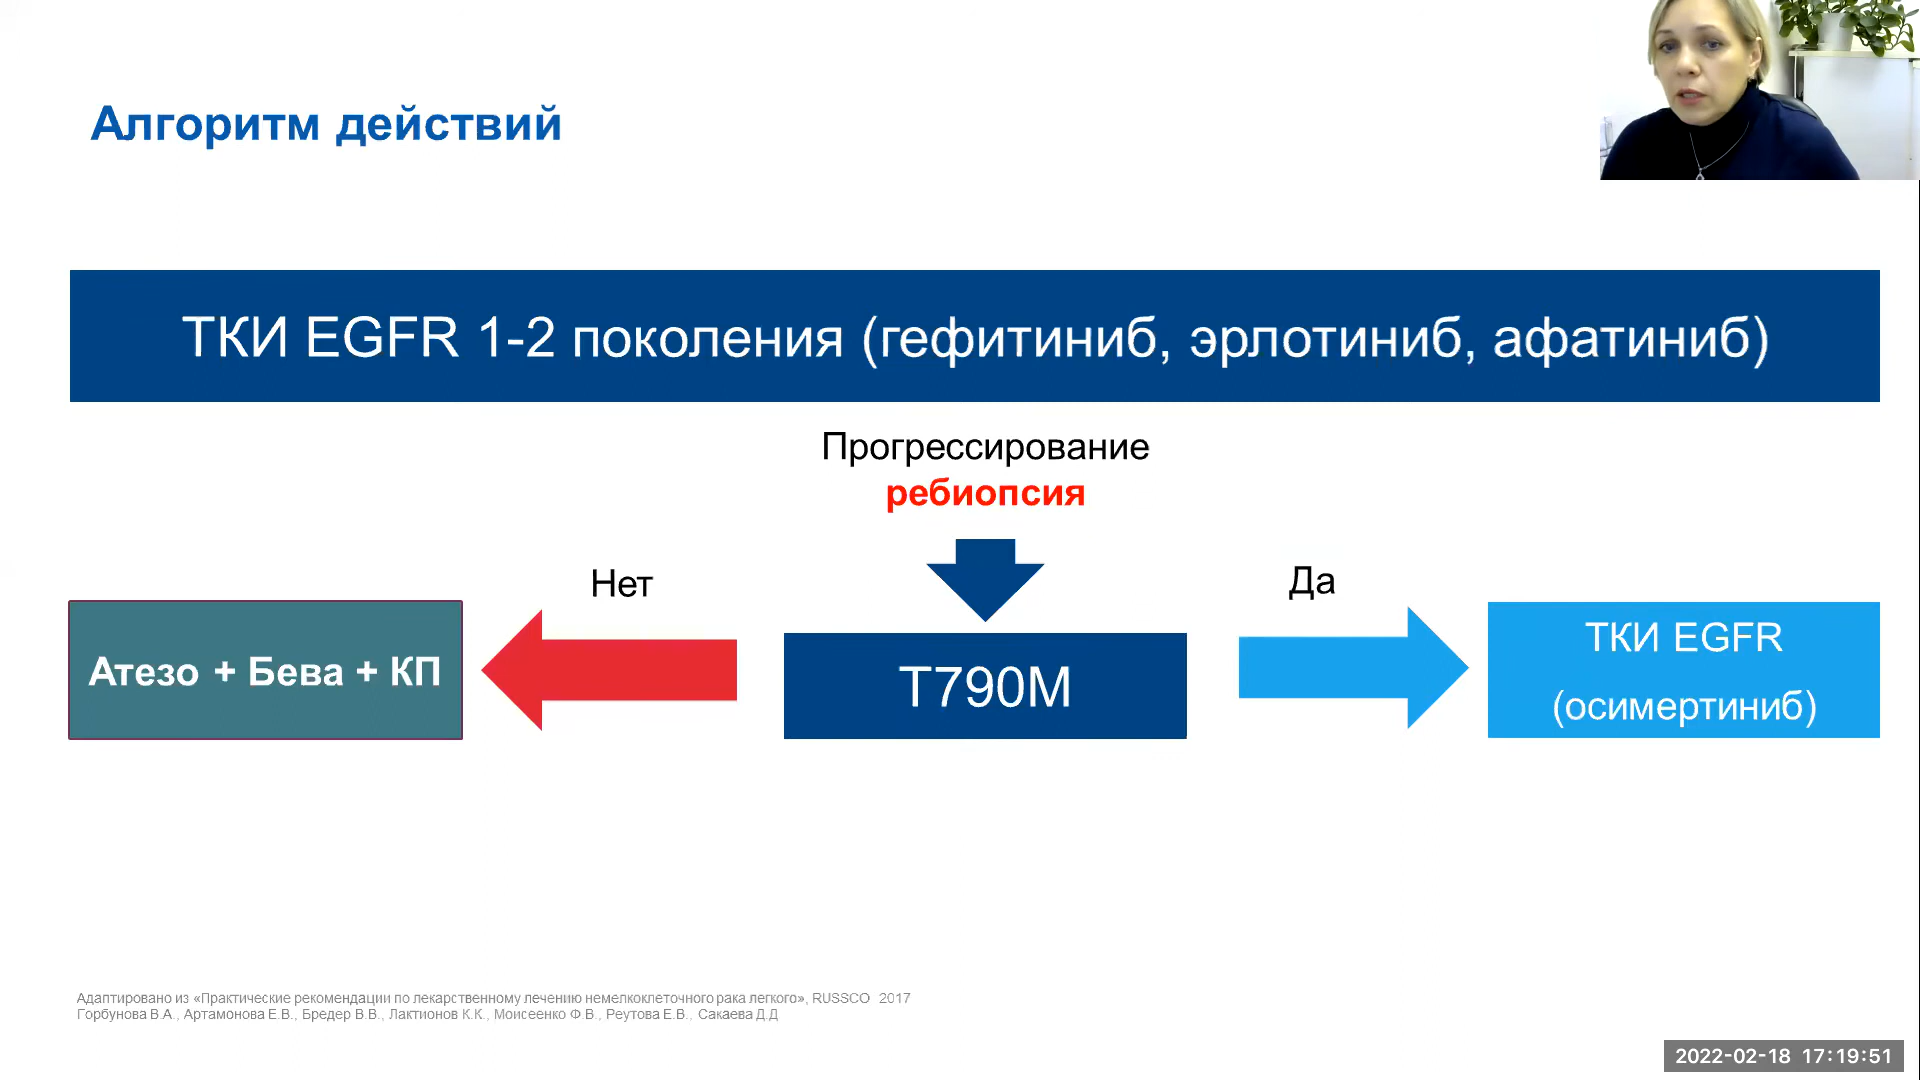 Алгоритм действий
ТКИ EGFR 1-2 поколения (гефитиниб, эрлотиниб, афатиниб)
Прогрессирование
ребиопсия
Нет
Да
Атезо + Бева + КП
T790M
ТКИ EGFR
(осимертиниб)
Адаптировано из «Практические рекомендации по лекарственному лечению немелкоклеточного рака легкого», RUSSCO 2017
Горбунова В.А., Артамонова Е.В., Бредер В.В., Лактионов К.К., Моисеенко Ф.В., Реутова Е.В., Сакаева Д.Д
2022-02-18 17:19:51